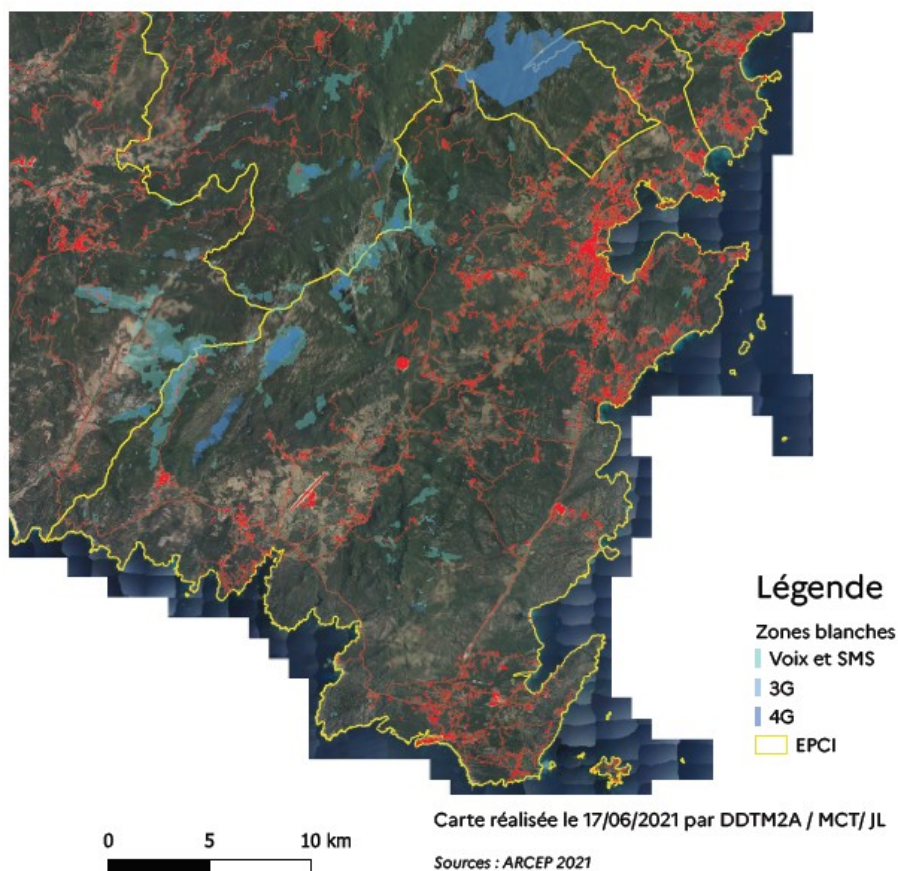 Légende
Zones blanches
Voix et SMS
3G
4G
EPCI
Carte réalisée le 17/06/2021 par DDTM2A / MCT/ JL
0 5 10 km
Sources : ARCEP 2021